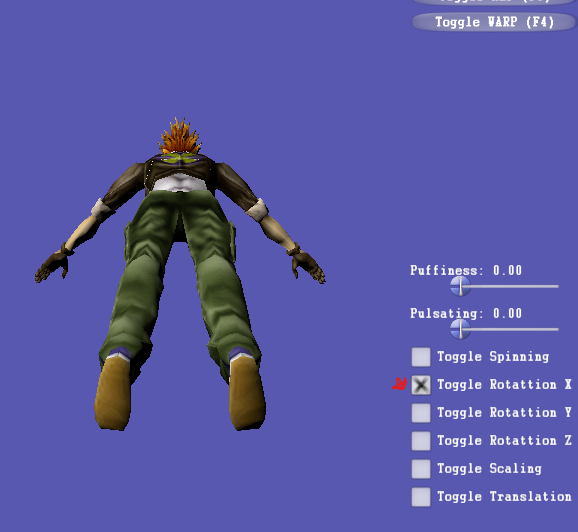 Toggle WARP (F4)
Puffiness: 0.00
Pulsating: 0.00
Toggle Spinning
Toggle Rotattion X
Toggle Rotattion Y
Toggle Rotattion Z
Toggle Scaling
Toggle Translation